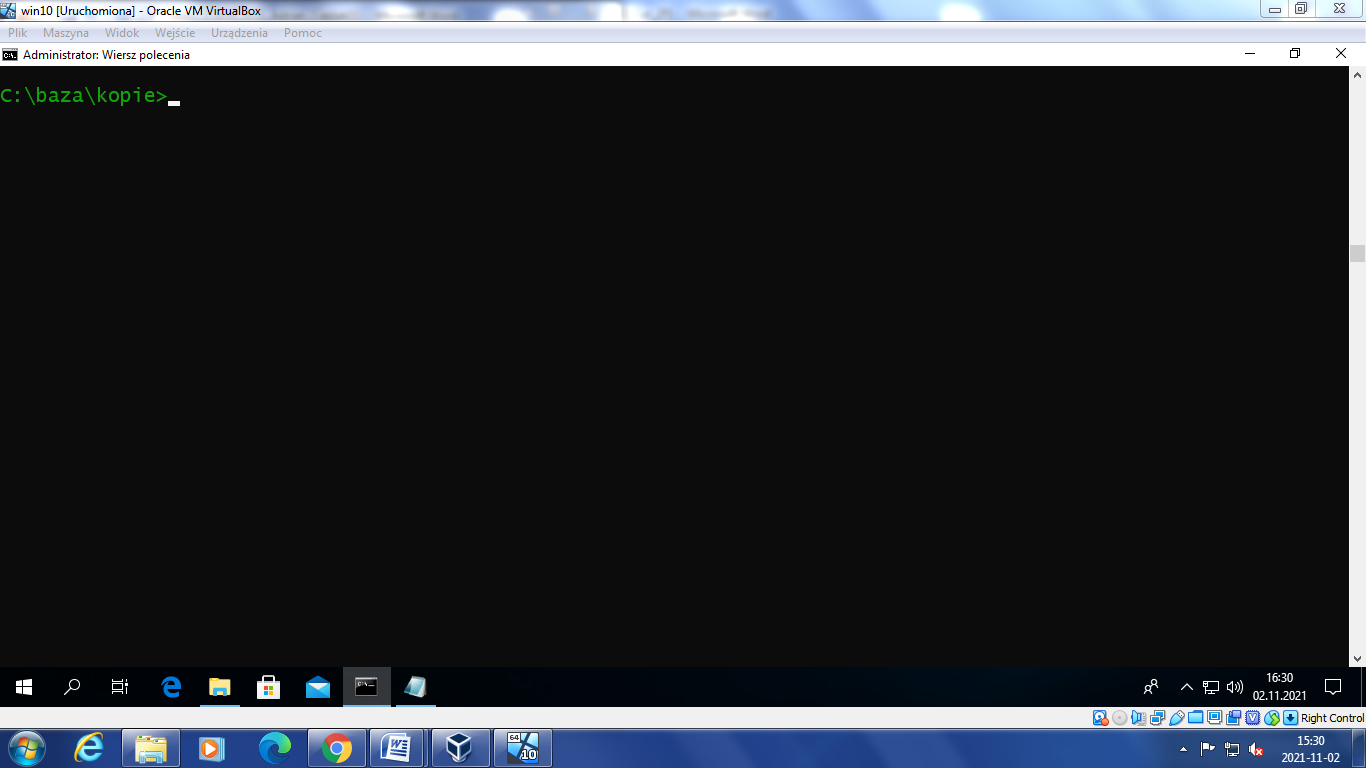 win10 [Uruchomiona] - Oracle VM VirtualBox
Plik Maszyna Widok Wejście Urządzenia Pomoc
Administrator: Wiersz polecenia
C:\baza\kopie>
16:30
02.11.2021
Right Control
15:30
2021-11-02